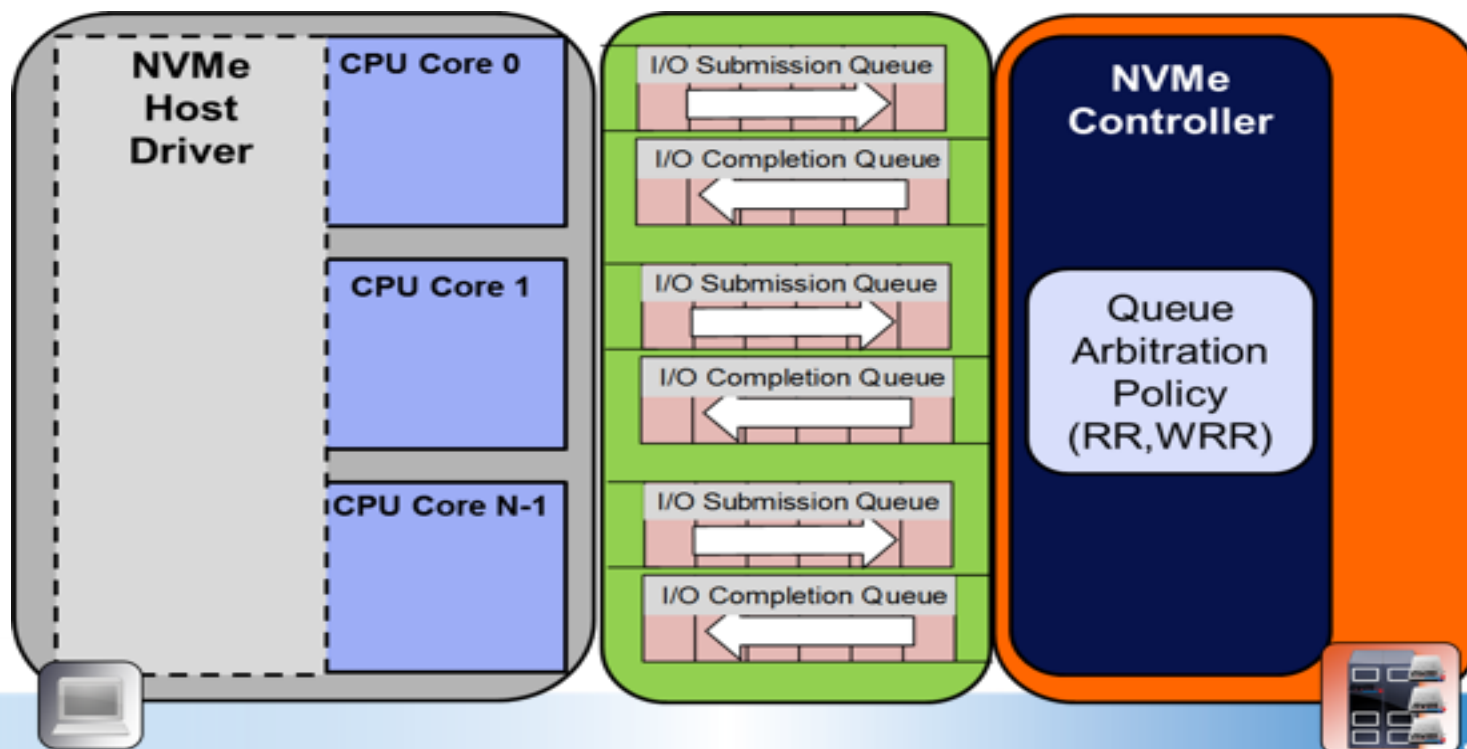 NVMe
Host
Driver
CPU Core 0
CPU Core 1
CPU Core N-1
I/O Submission Queue
I/O Completion Queue
I/O Submission Queue
I/O Completion Queue
I/O Submission Queue
I/O Completion Queue
NVMe
Controller
Queue
Arbitration
Policy
(RR,WRR)